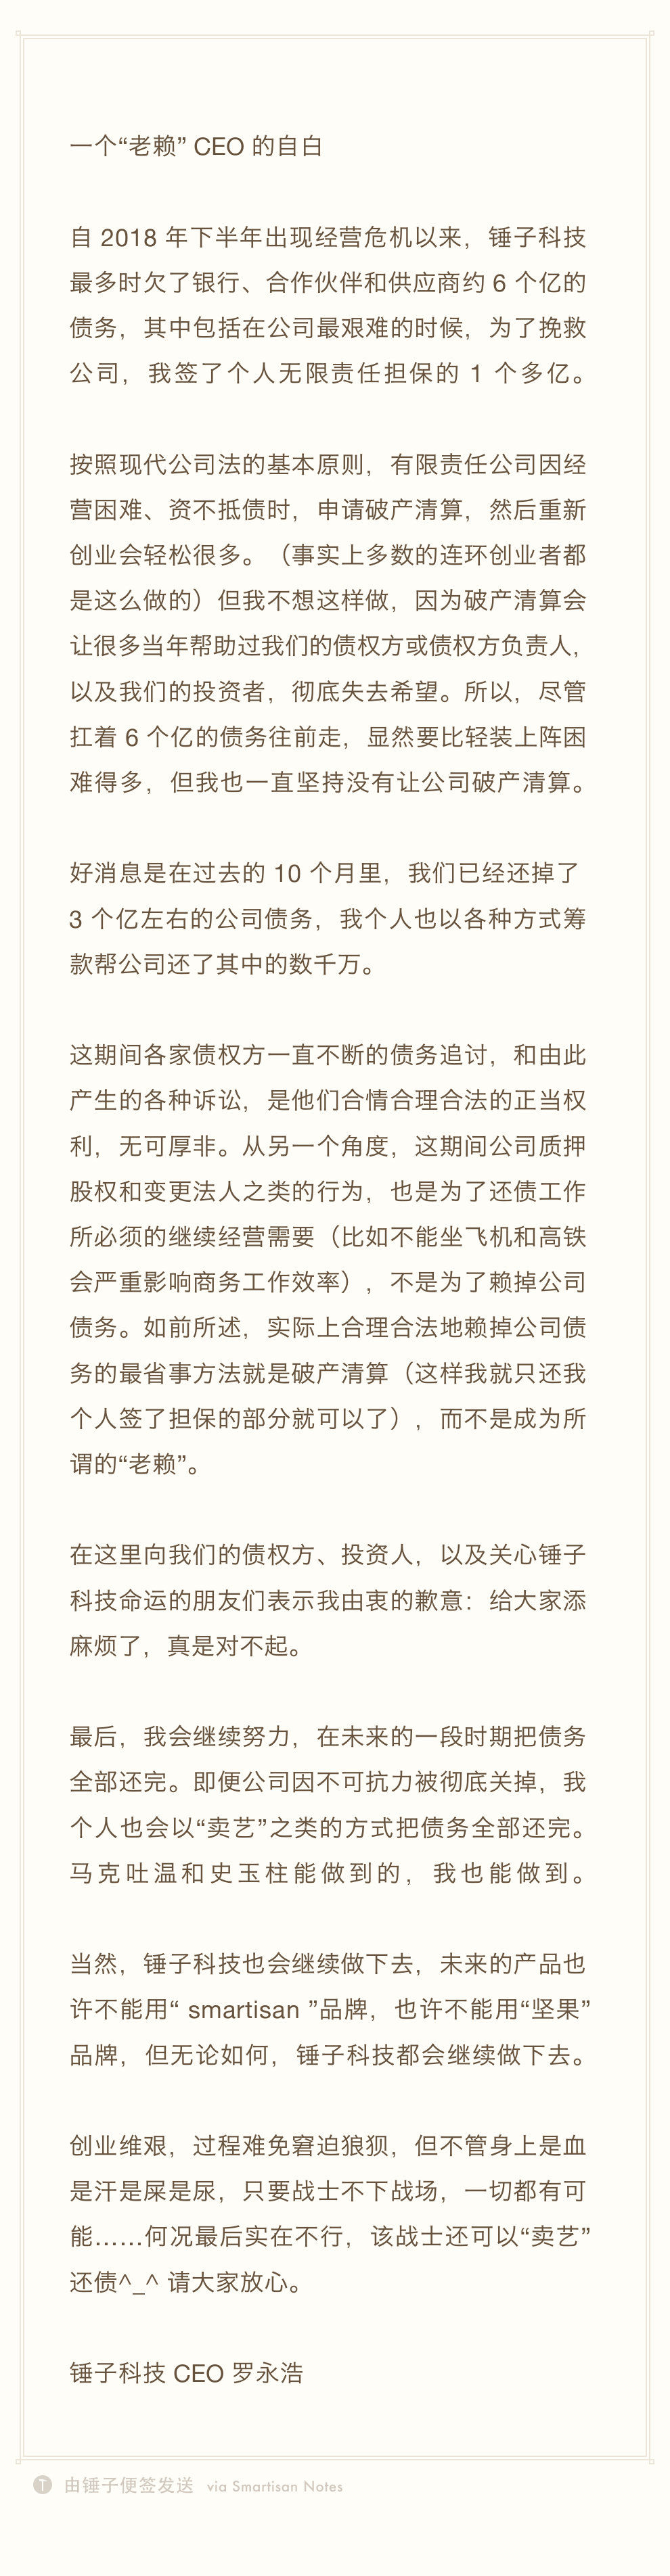 一个“老赖” CEO 的自白
自 2018 年下半年出现经营危机以来，锤子科技
最多时欠了银行、合作伙伴和供应商约 6 个亿的
债务，其中包括在公司最艰难的时候，为了挽救
公司，我签了个人无限责任担保的 1 个多亿。
按照现代公司法的基本原则，有限责任公司因经
营困难、资不抵债时，申请破产清算，然后重新
创业会轻松很多。（事实上多数的连环创业者都
是这么做的）但我不想这样做，因为破产清算会
让很多当年帮助过我们的债权方或债权方负责人，
以及我们的投资者，彻底失去希望。所以，尽管
扛着 6 个亿的债务往前走，显然要比轻装上阵困
难得多，但我也一直坚持没有让公司破产清算。
好消息是在过去的 10 个月里，我们已经还掉了
3 个亿左右的公司债务，我个人也以各种方式筹
款帮公司还了其中的数千万。
这期间各家债权方一直不断的债务追讨，和由此
产生的各种诉讼，是他们合情合理合法的正当权
利，无可厚非。从另一个角度，这期间公司质押
股权和变更法人之类的行为，也是为了还债工作
所必须的继续经营需要（比如不能坐飞机和高铁
会严重影响商务工作效率），不是为了赖掉公司
债务。如前所述，实际上合理合法地赖掉公司债
务的最省事方法就是破产清算（这样我就只还我
个人签了担保的部分就可以了），而不是成为所
谓的“老赖”。
在这里向我们的债权方、投资人，以及关心锤子
科技命运的朋友们表示我由衷的歉意：给大家添
麻烦了，真是对不起。
最后，我会继续努力，在未来的一段时期把债务
全部还完。即便公司因不可抗力被彻底关掉，我
个人也会以“卖艺”之类的方式把债务全部还完。
马克吐温和史玉柱能做到的，我也能做到。
当然，锤子科技也会继续做下去，未来的产品也
许不能用“ smartisan ”品牌，也许不能用“坚果”
品牌，但无论如何，锤子科技都会继续做下去。
创业维艰，过程难免窘迫狼狈，但不管身上是血
是汗是屎是尿，只要战士不下战场，一切都有可
能……何况最后实在不行，该战士还可以“卖艺”
还债^_^ 请大家放心。
锤子科技 CEO 罗永浩
T 由锤子便签发送 via Smartisan Notes